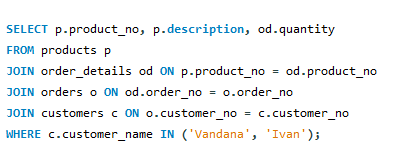 SELECT p.product_no, p.description, od.quantity
FROM products p
JOIN order_details od ON p.product_no = od.product_no
JOIN orders o ON od.order_no = o.order_no
JOIN customers c ON o.customer_no = c.customer_no
WHERE c.customer_name IN ('Vandana', 'Ivan');